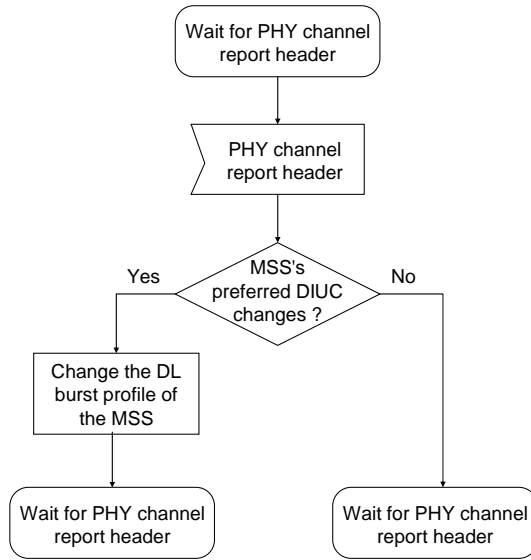 Wait for PHY channel
report header
PHY channel
report header
MSS's
preferred DIUC
changes ?
Yes
No
Change the DL
burst profile of
the MSS
Wait for PHY channel
report header
Wait for PHY channel
report header